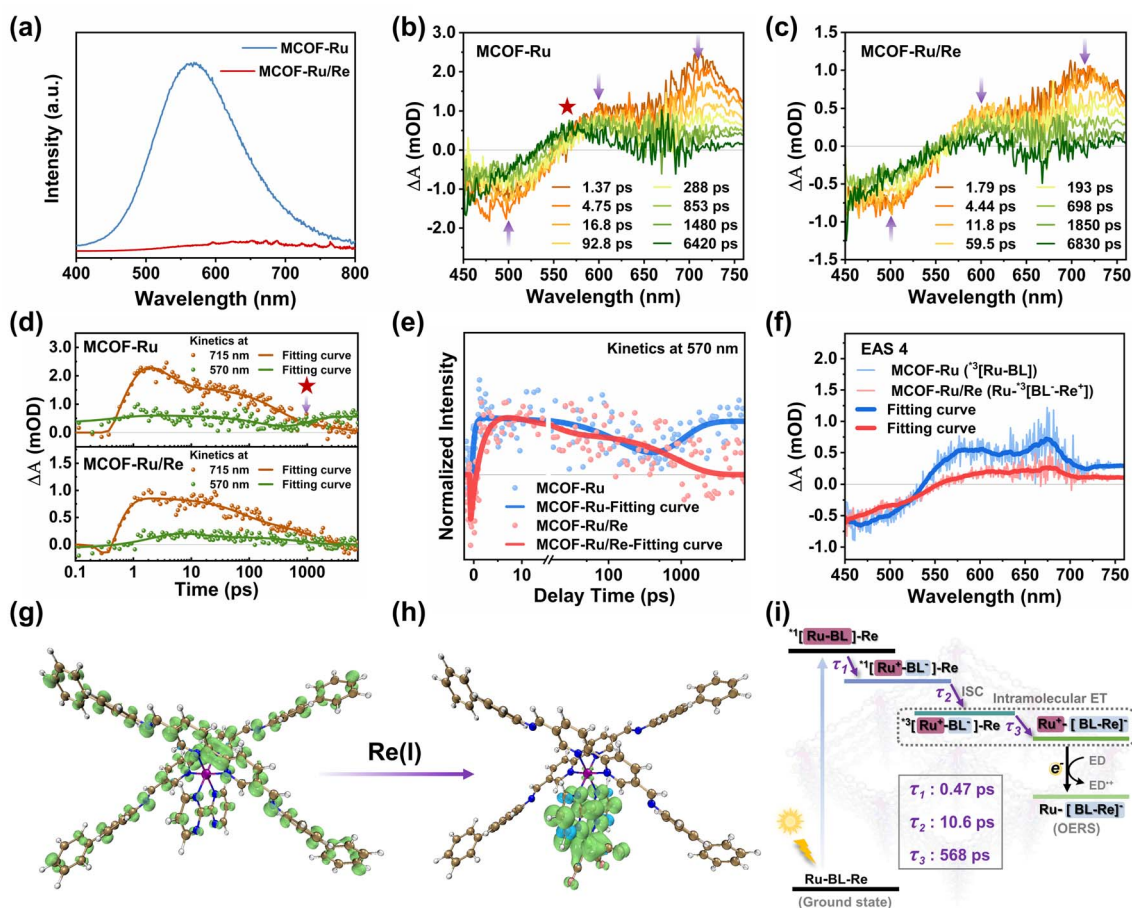 (a)
MCOF-Ru
MCOF-Ru/Re
Intensity (a.u.)
400 500 600 700 800
Wavelength (nm)
(b)
MCOF-Ru
ΔA (mOD)
3.0
2.0
1.0
0.0
-1.0
-2.0
1.37 ps 288 ps
4.75 ps 853 ps
16.8 ps 1480 ps
92.8 ps 6420 ps
450 500 550 600 650 700 750
Wavelength (nm)
(c)
MCOF-Ru/Re
ΔA (mOD)
1.5
1.0
0.5
0.0
-0.5
-1.0
-1.5
1.79 ps 193 ps
4.44 ps 698 ps
11.8 ps 1850 ps
59.5 ps 6830 ps
450 500 550 600 650 700 750
Wavelength (nm)
(d)
MCOF-Ru
Kinetics at
715 nm Fitting curve
570 nm Fitting curve
3.0
2.0
1.0
0.0
ΔA (mOD)
MCOF-Ru/Re
Kinetics at
715 nm Fitting curve
570 nm Fitting curve
1.0
0.5
0.0
0.1 1 10 100 1000
Time (ps)
(e)
Kinetics at 570 nm
Normalized Intensity
MCOF-Ru
MCOF-Ru-Fitting curve
MCOF-Ru/Re
MCOF-Ru/Re-Fitting curve
0 10 100 1000
Delay Time (ps)
(f)
EAS 4
MCOF-Ru (*3[Ru-BL])
MCOF-Ru/Re (Ru-*3[BL⁻-Re⁺])
Fitting curve
Fitting curve
ΔA (mOD)
2.0
1.5
1.0
0.5
0.0
-0.5
-1.0
450 500 550 600 650 700 750
Wavelength (nm)
(g)
Re(I)
(h)
(i)
*1[Ru-BL]-Re
τ1
*1[Ru⁺-BL⁻]-Re
τ2 ISC
Intramolecular ET
*3[Ru⁺-BL⁻]-Re
τ3
Ru⁺-[BL-Re]⁻
e⁻
ED
ED•+
Ru-[BL-Re]⁻
(OERS)
τ1 : 0.47 ps
τ2 : 10.6 ps
τ3 : 568 ps
Ru-BL-Re
(Ground state)